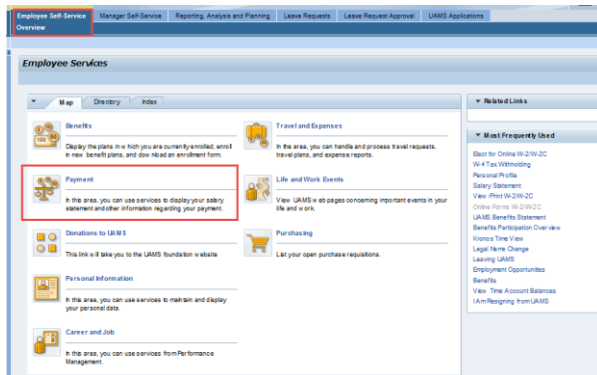 Employee Self-Service Manager Self-Service Reporting, Analysis and Planning Leave Requests Leave Request Approval UAMS Applications
Overview
Employee Services
Map Directory Index
Benefits
Display the plans in which you are currently enrolled, enroll
in new benefit plans, and download an enrollment form.
Travel and Expenses
In the area, you can handle and process travel requests,
travel plans, and expense reports.
Payment
In this area, you can use services to display your salary
statement and other information regarding your payment.
Life and Work Events
View UAMS web pages concerning important events in your
life and work.
Donations to UAMS
This link will take you to the UAMS foundation website
Purchasing
List your open purchase requisitions.
Personal Information
In this area, you can use services to maintain and display
your personal data.
Career and Job
In this area, you can use services from Performance
Management.
Related Links
Most Frequently Used
Elect for Online W-2/W-2C
W-4 Tax Withholding
Personal Profile
Salary Statement
View /Print W-2/W-2C
Online Forms W-2/W-2C
UAMS Benefits Statement
Benefits Participation Overview
Kronos Time View
Legal Name Change
Leaving UAMS
Employment Opportunities
Benefits
View Time Account Balances
I Am Resigning from UAMS